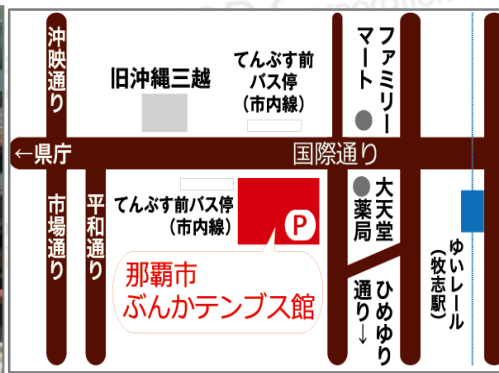 沖映通り
旧沖縄三越
てんぶす前
バス停
(市内線)
ファミリー
マート
←県庁
国際通り
市場通り
平和通り
てんぶす前バス停
(市内線)
P
大天堂
薬局
那覇市
ぶんかテンブス館
ひめゆり
通り→
ゆいレール
(牧志駅)